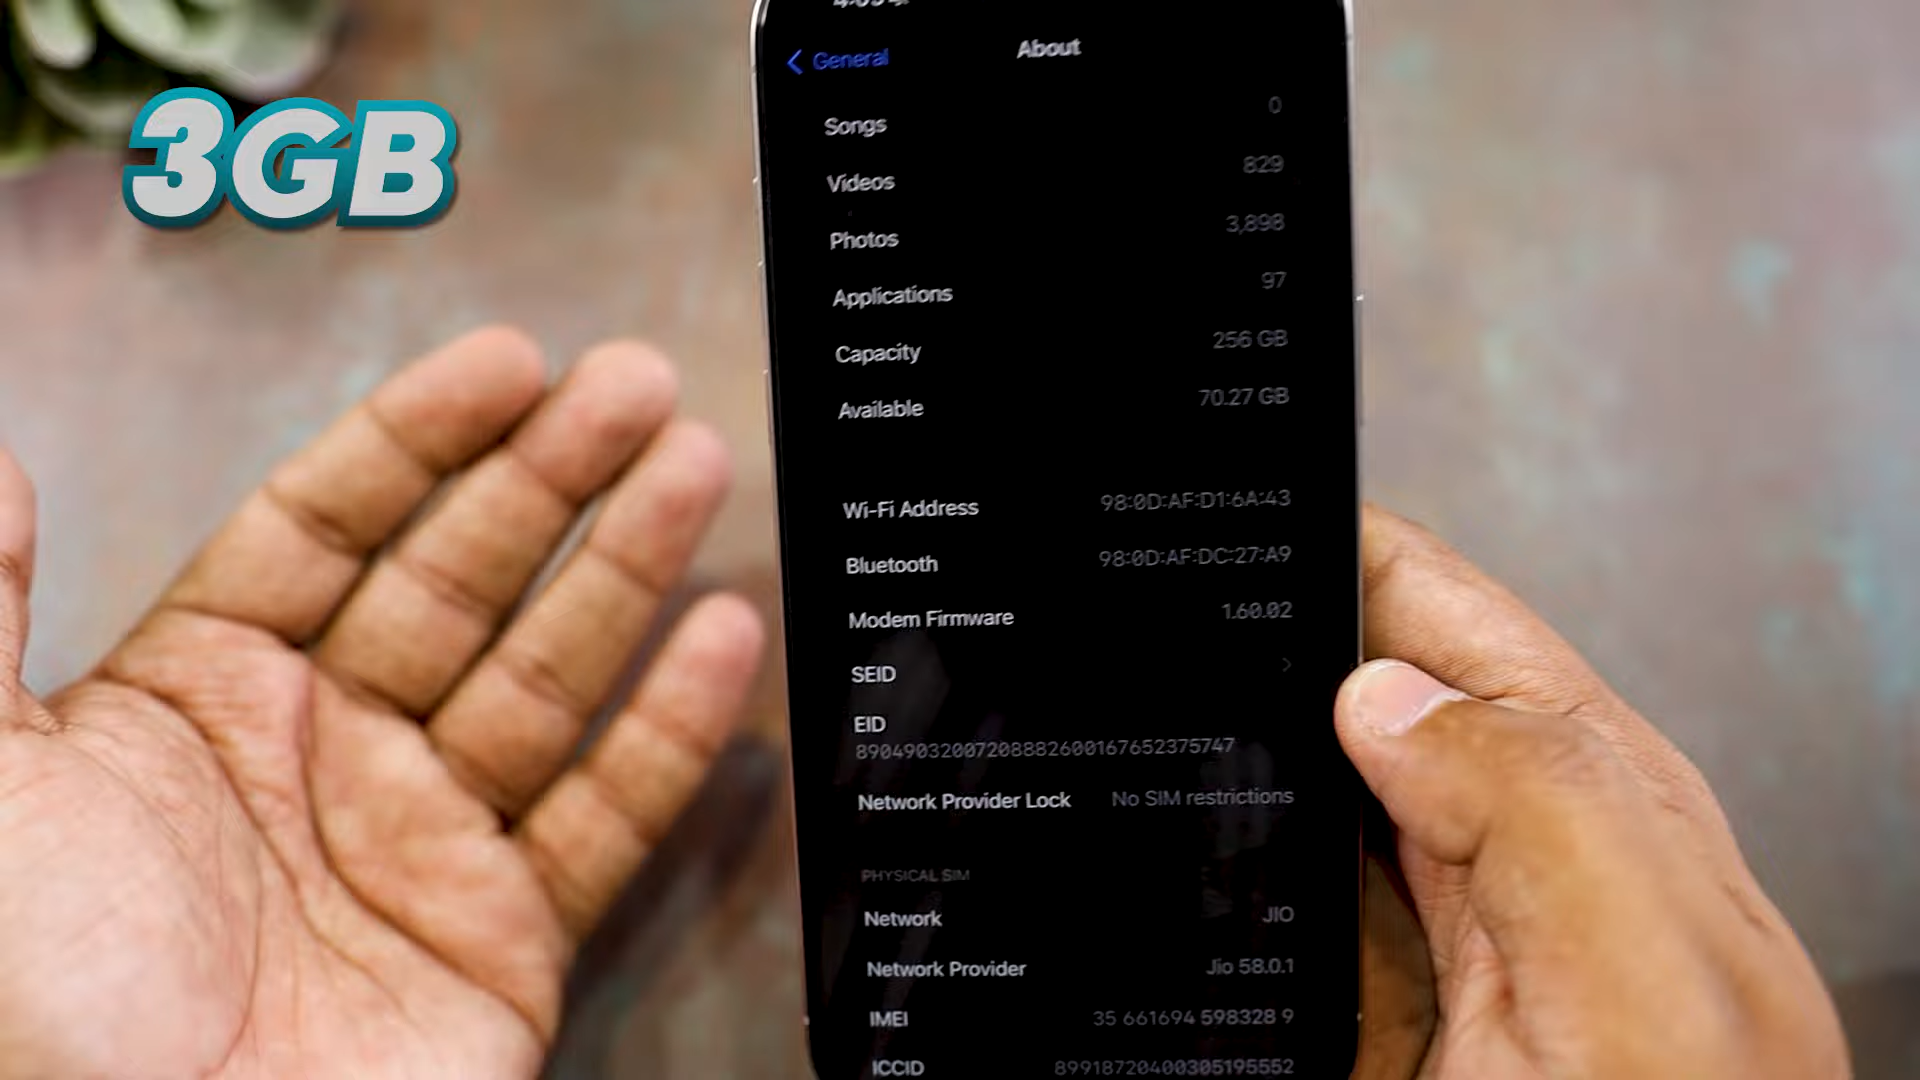 3GB
General
About
Songs 0
Videos 829
Photos 3,898
Applications 97
Capacity 256 GB
Available 70.27 GB
Wi-Fi Address 98:0D:AF:D1:6A:43
Bluetooth 98:0D:AF:DC:27:A9
Modem Firmware 1.60.02
SEID
EID
89049032007208882600167652375747
Network Provider Lock No SIM restrictions
PHYSICAL SIM
Network JIO
Network Provider Jio 58.0.1
IMEI 35 661694 598328 9
ICCID 8991872040030519555​2